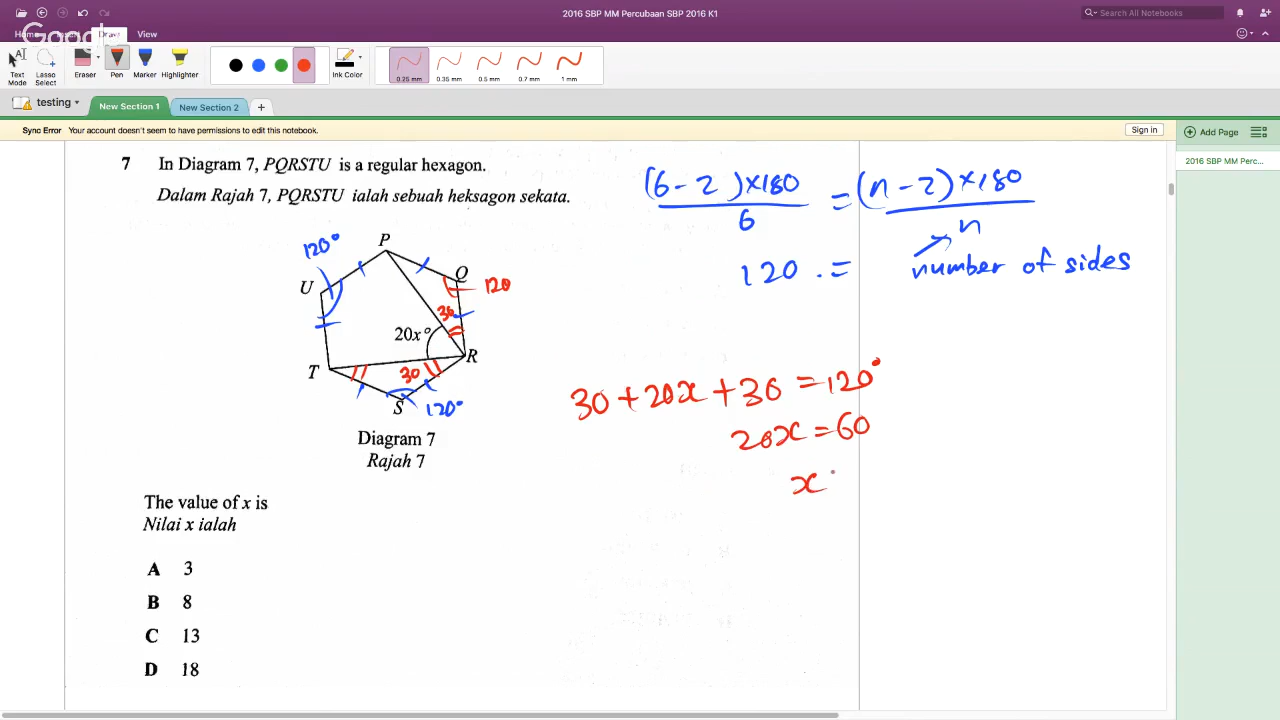 2016 SBP MM Percubaan SBP 2016 K1
Search All Notebooks
Home
Draw
View
Text Mode
Lasso Select
Eraser
Pen
Marker
Highlighter
Ink Color
0.25 mm
0.35 mm
0.5 mm
0.7 mm
1 mm
testing
New Section 1
New Section 2
+
Add Page
Sync Error Your account doesn't seem to have permissions to edit this notebook.
Sign in
2016 SBP MM Perc...
7 In Diagram 7, PQRSTU is a regular hexagon.
Dalam Rajah 7, PQRSTU ialah sebuah heksagon sekata.
(6 - 2) × 180 / 6 = (n - 2) × 180 / n
120 . =
number of sides
120°
P
Q
120
U
30
20x°
R
T
30
S
120°
Diagram 7
Rajah 7
30 + 20x + 30 = 120°
20x = 60
x
The value of x is
Nilai x ialah
A 3
B 8
C 13
D 18